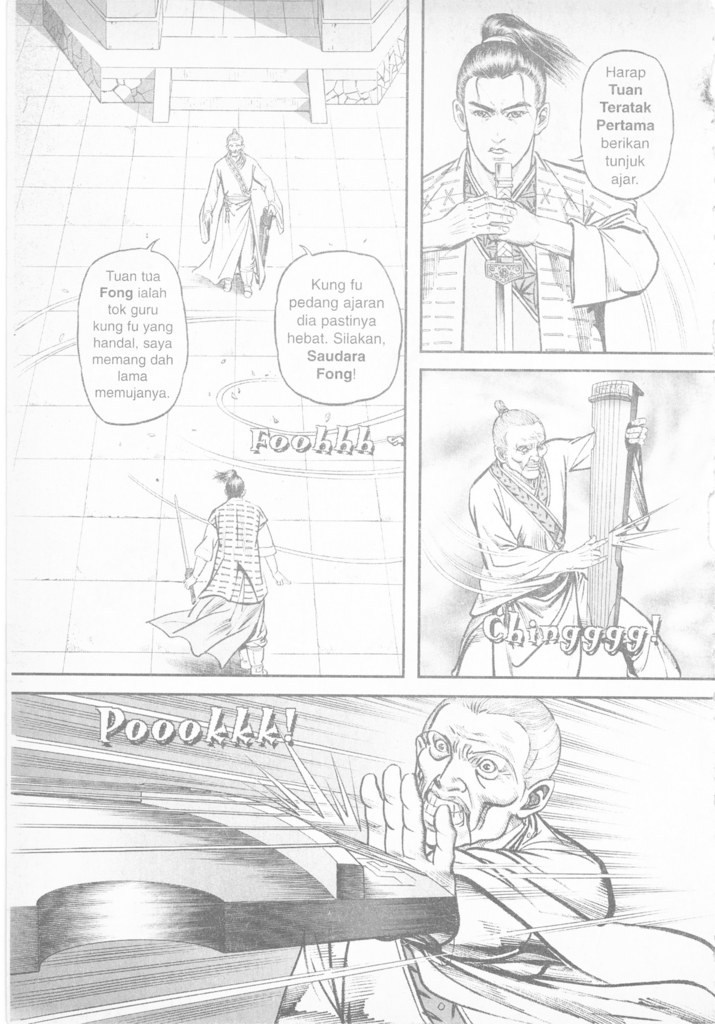 Tuan tua
Fong ialah
tok guru
kung fu yang
handal, saya
memang dah
lama
memujanya.
Kung fu
pedang ajaran
dia pastinya
hebat. Silakan,
Saudara
Fong!
Foohhh
Harap
Tuan
Teratak
Pertama
berikan
tunjuk
ajar.
Chingggg!
Poookkk!